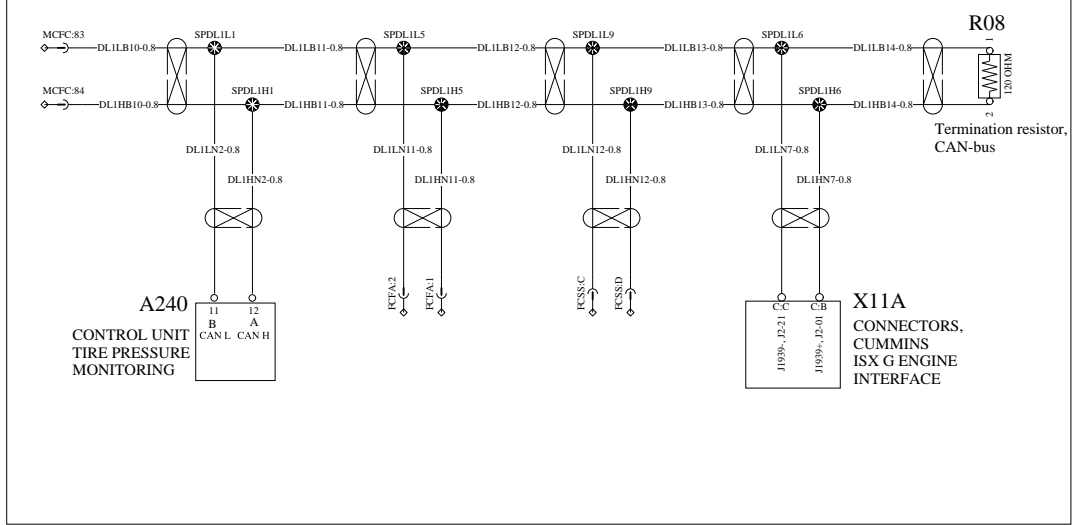 R08
MCFC:83
DL1LB10-0.8
SPDL1L1
DL1LB11-0.8
SPDL1L5
DL1LB12-0.8
SPDL1L9
DL1LB13-0.8
SPDL1L6
DL1LB14-0.8
1
120 OHM
2
MCFC:84
DL1HB10-0.8
SPDL1H1
DL1HB11-0.8
SPDL1H5
DL1HB12-0.8
SPDL1H9
DL1HB13-0.8
SPDL1H6
DL1HB14-0.8
Termination resistor,
CAN-bus
DL1LN2-0.8
DL1LN11-0.8
DL1LN12-0.8
DL1LN7-0.8
DL1HN2-0.8
DL1HN11-0.8
DL1HN12-0.8
DL1HN7-0.8
FCFA:2
FCFA:1
FCSS:C
FCSS:D
A240
11
12
B
A
CAN L
CAN H
CONTROL UNIT
TIRE PRESSURE
MONITORING
C:C
C:B
J1939-, J2-21
J1939+, J2-01
X11A
CONNECTORS,
CUMMINS
ISX G ENGINE
INTERFACE